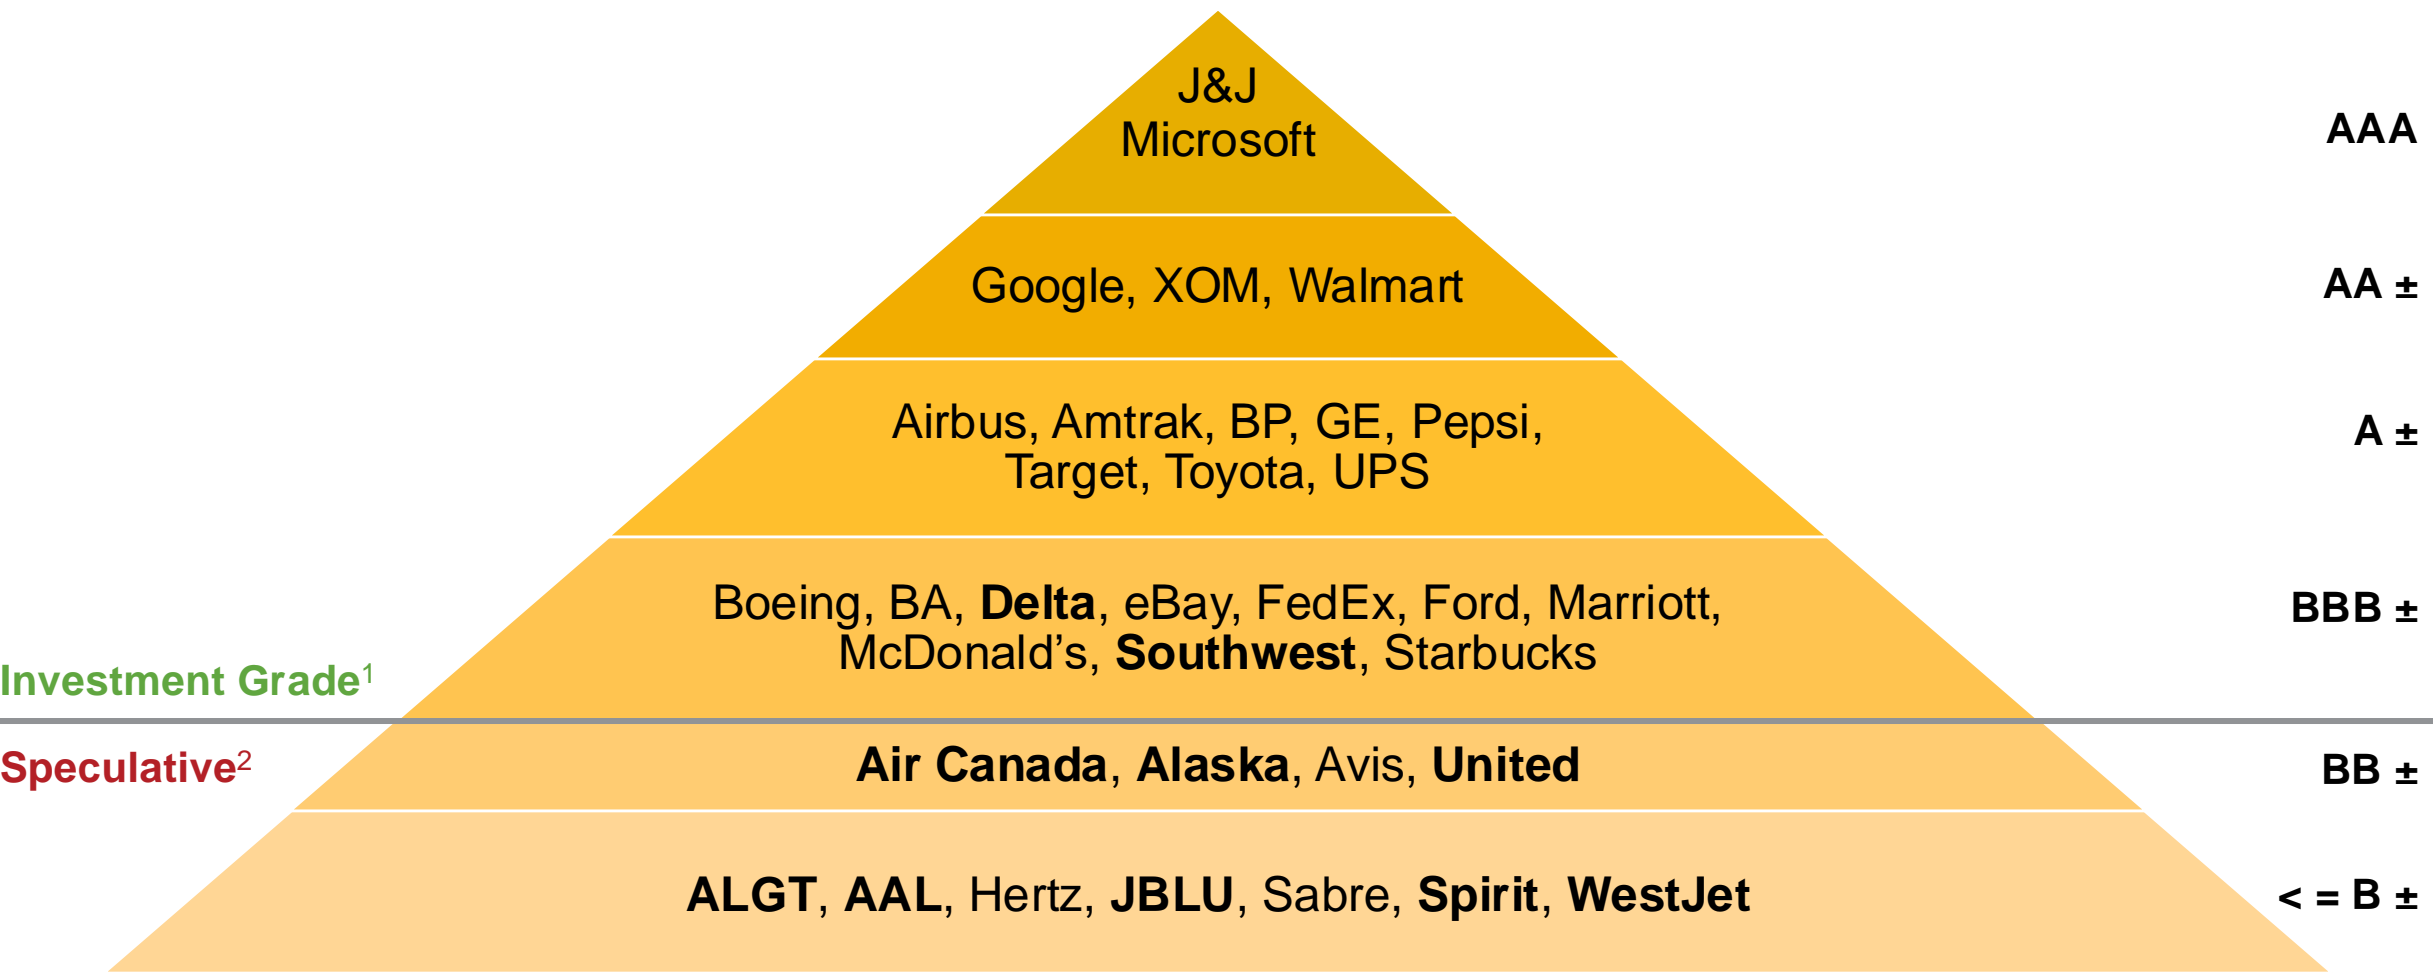 J&J
Microsoft
AAA
Google, XOM, Walmart
AA ±
Airbus, Amtrak, BP, GE, Pepsi,
Target, Toyota, UPS
A ±
Boeing, BA, Delta, eBay, FedEx, Ford, Marriott,
McDonald’s, Southwest, Starbucks
BBB ±
Investment Grade¹
Speculative²
Air Canada, Alaska, Avis, United
BB ±
ALGT, AAL, Hertz, JBLU, Sabre, Spirit, WestJet
< = B ±